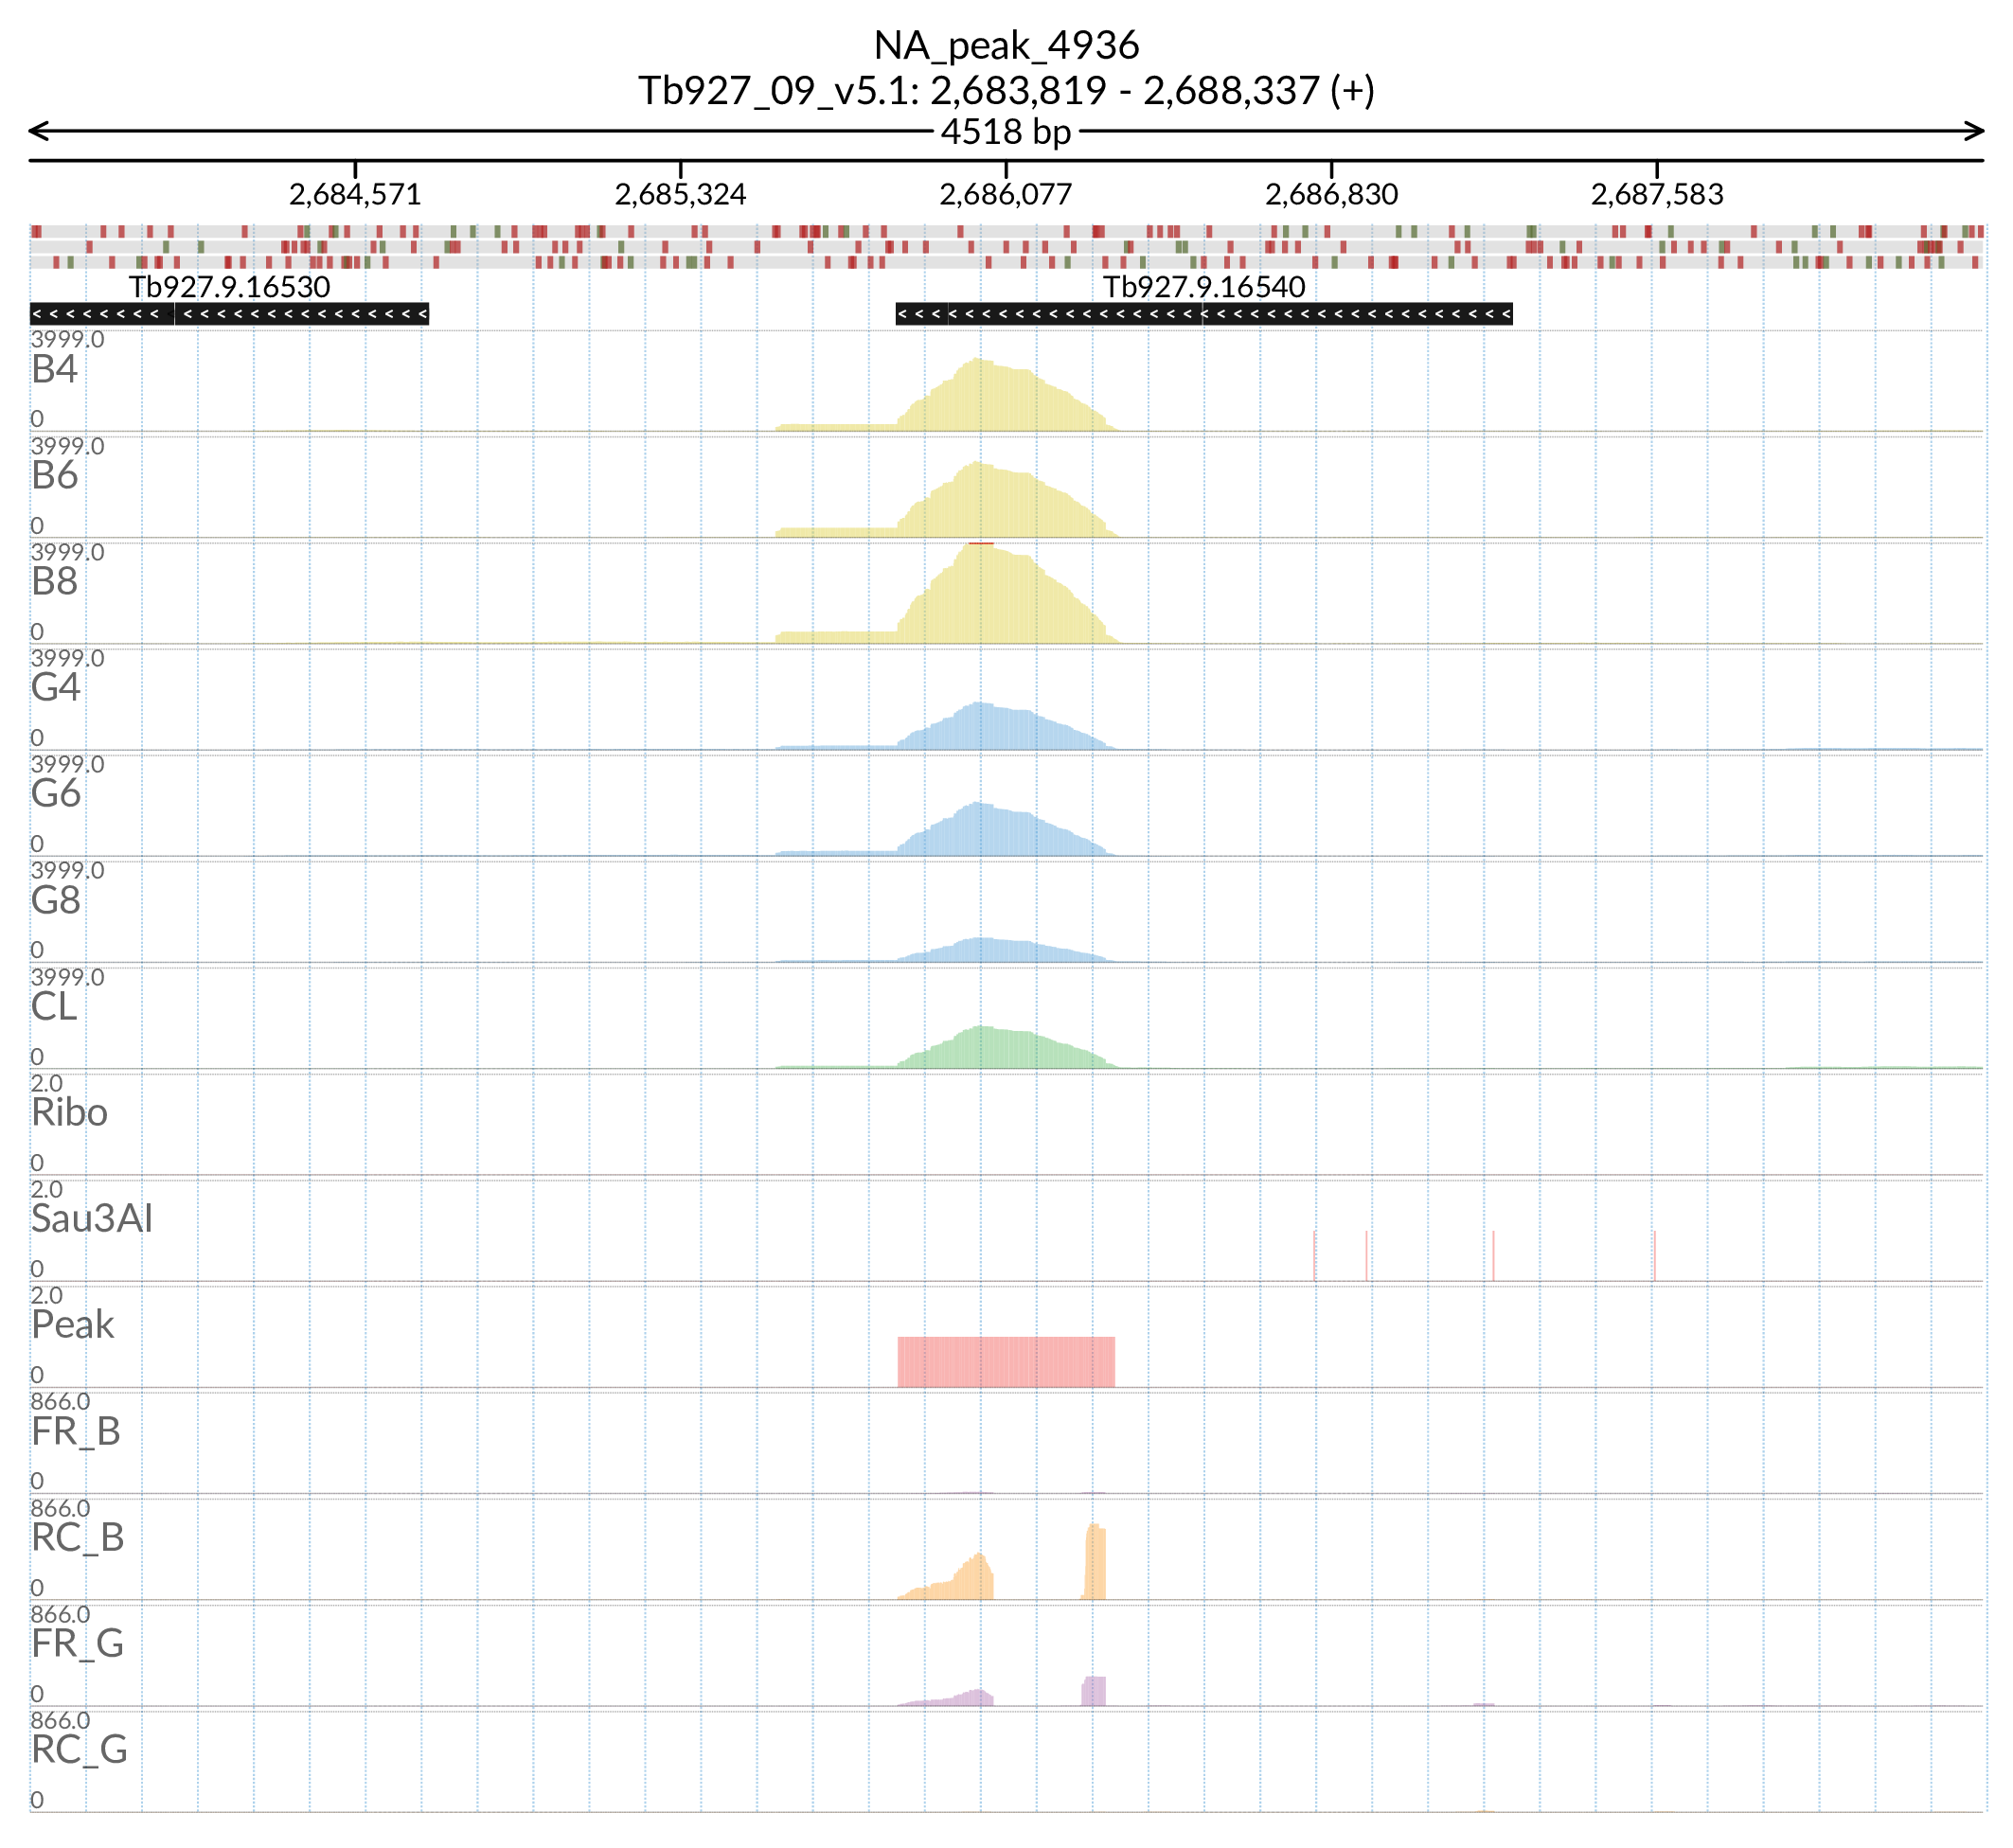 NA_peak_4936
Tb927_09_v5.1: 2,683,819 - 2,688,337 (+)
4518 bp
2,684,571 2,685,324 2,686,077 2,686,830 2,687,583
Tb927.9.16530 Tb927.9.16540
3999.0
B4
0
3999.0
B6
0
3999.0
B8
0
3999.0
G4
0
3999.0
G6
0
3999.0
G8
0
3999.0
CL
0
2.0
Ribo
0
2.0
Sau3AI
0
2.0
Peak
0
866.0
FR_B
0
866.0
RC_B
0
866.0
FR_G
0
866.0
RC_G
0